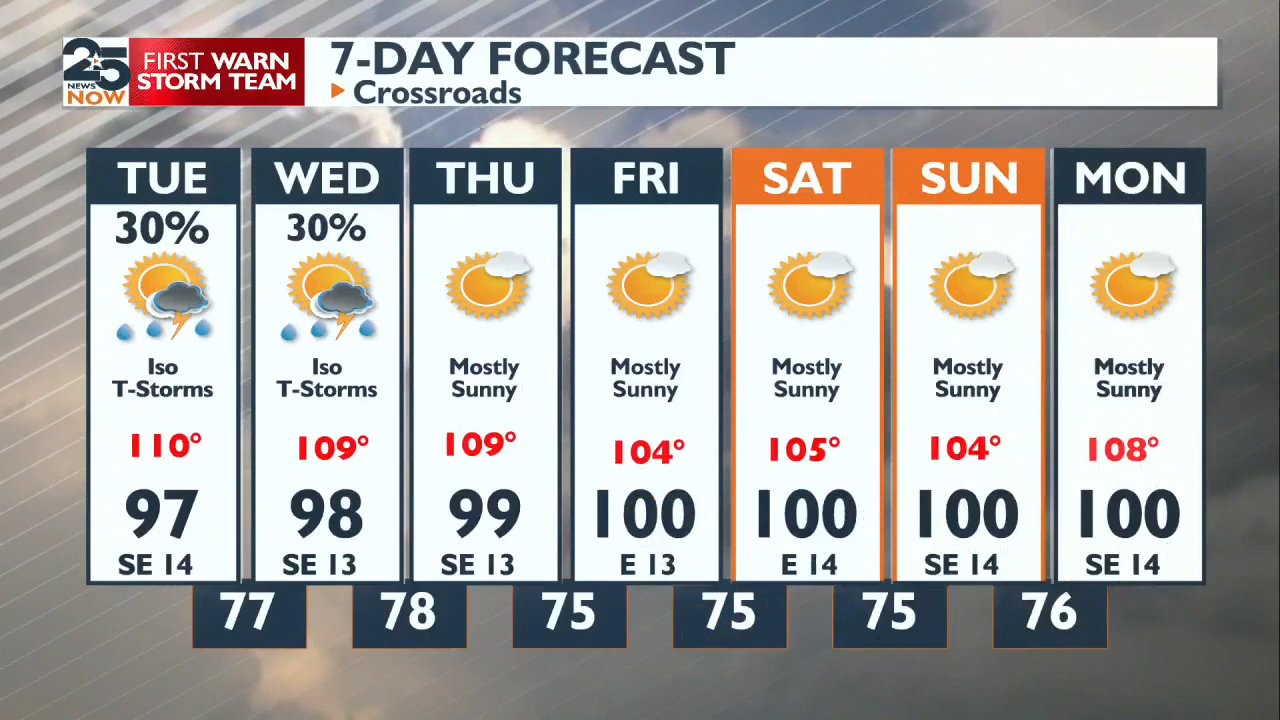 25
NEWS
NOW
FIRST WARN
STORM TEAM
7-DAY FORECAST
Crossroads
TUE
30%
Iso
T-Storms
110°
97
SE 14
WED
30%
Iso
T-Storms
109°
98
SE 13
THU
Mostly
Sunny
109°
99
SE 13
FRI
Mostly
Sunny
104°
100
E 13
SAT
Mostly
Sunny
105°
100
E 14
SUN
Mostly
Sunny
104°
100
SE 14
MON
Mostly
Sunny
108°
100
SE 14
77
78
75
75
75
76